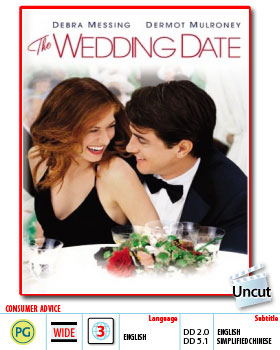 DEBRA MESSING DERMOT MULRONEY
The WEDDING DATE
Uncut
CONSUMER ADVICE
Language
Subtitle
PG
WIDE
3
ENGLISH
DD 2.0
DD 5.1
ENGLISH
SIMPLIFIED CHINESE